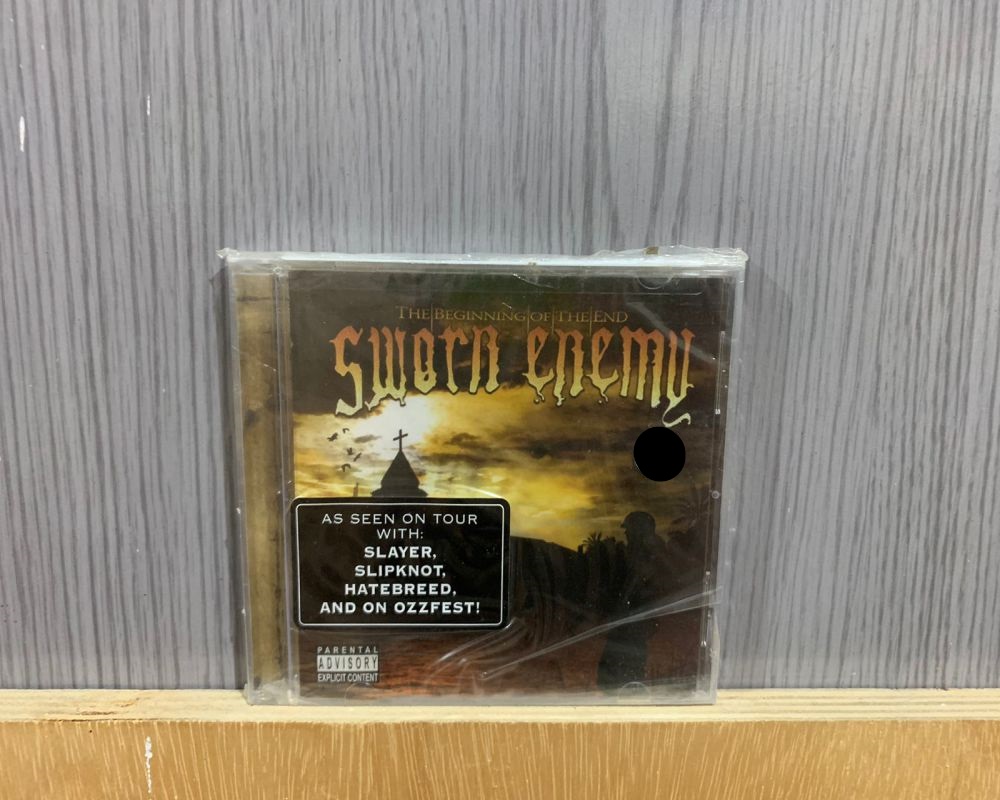 The Beginning of The End
sworn enemy
AS SEEN ON TOUR
WITH:
SLAYER,
SLIPKNOT,
HATEBREED,
AND ON OZZFEST!
PARENTAL
ADVISORY
EXPLICIT CONTENT